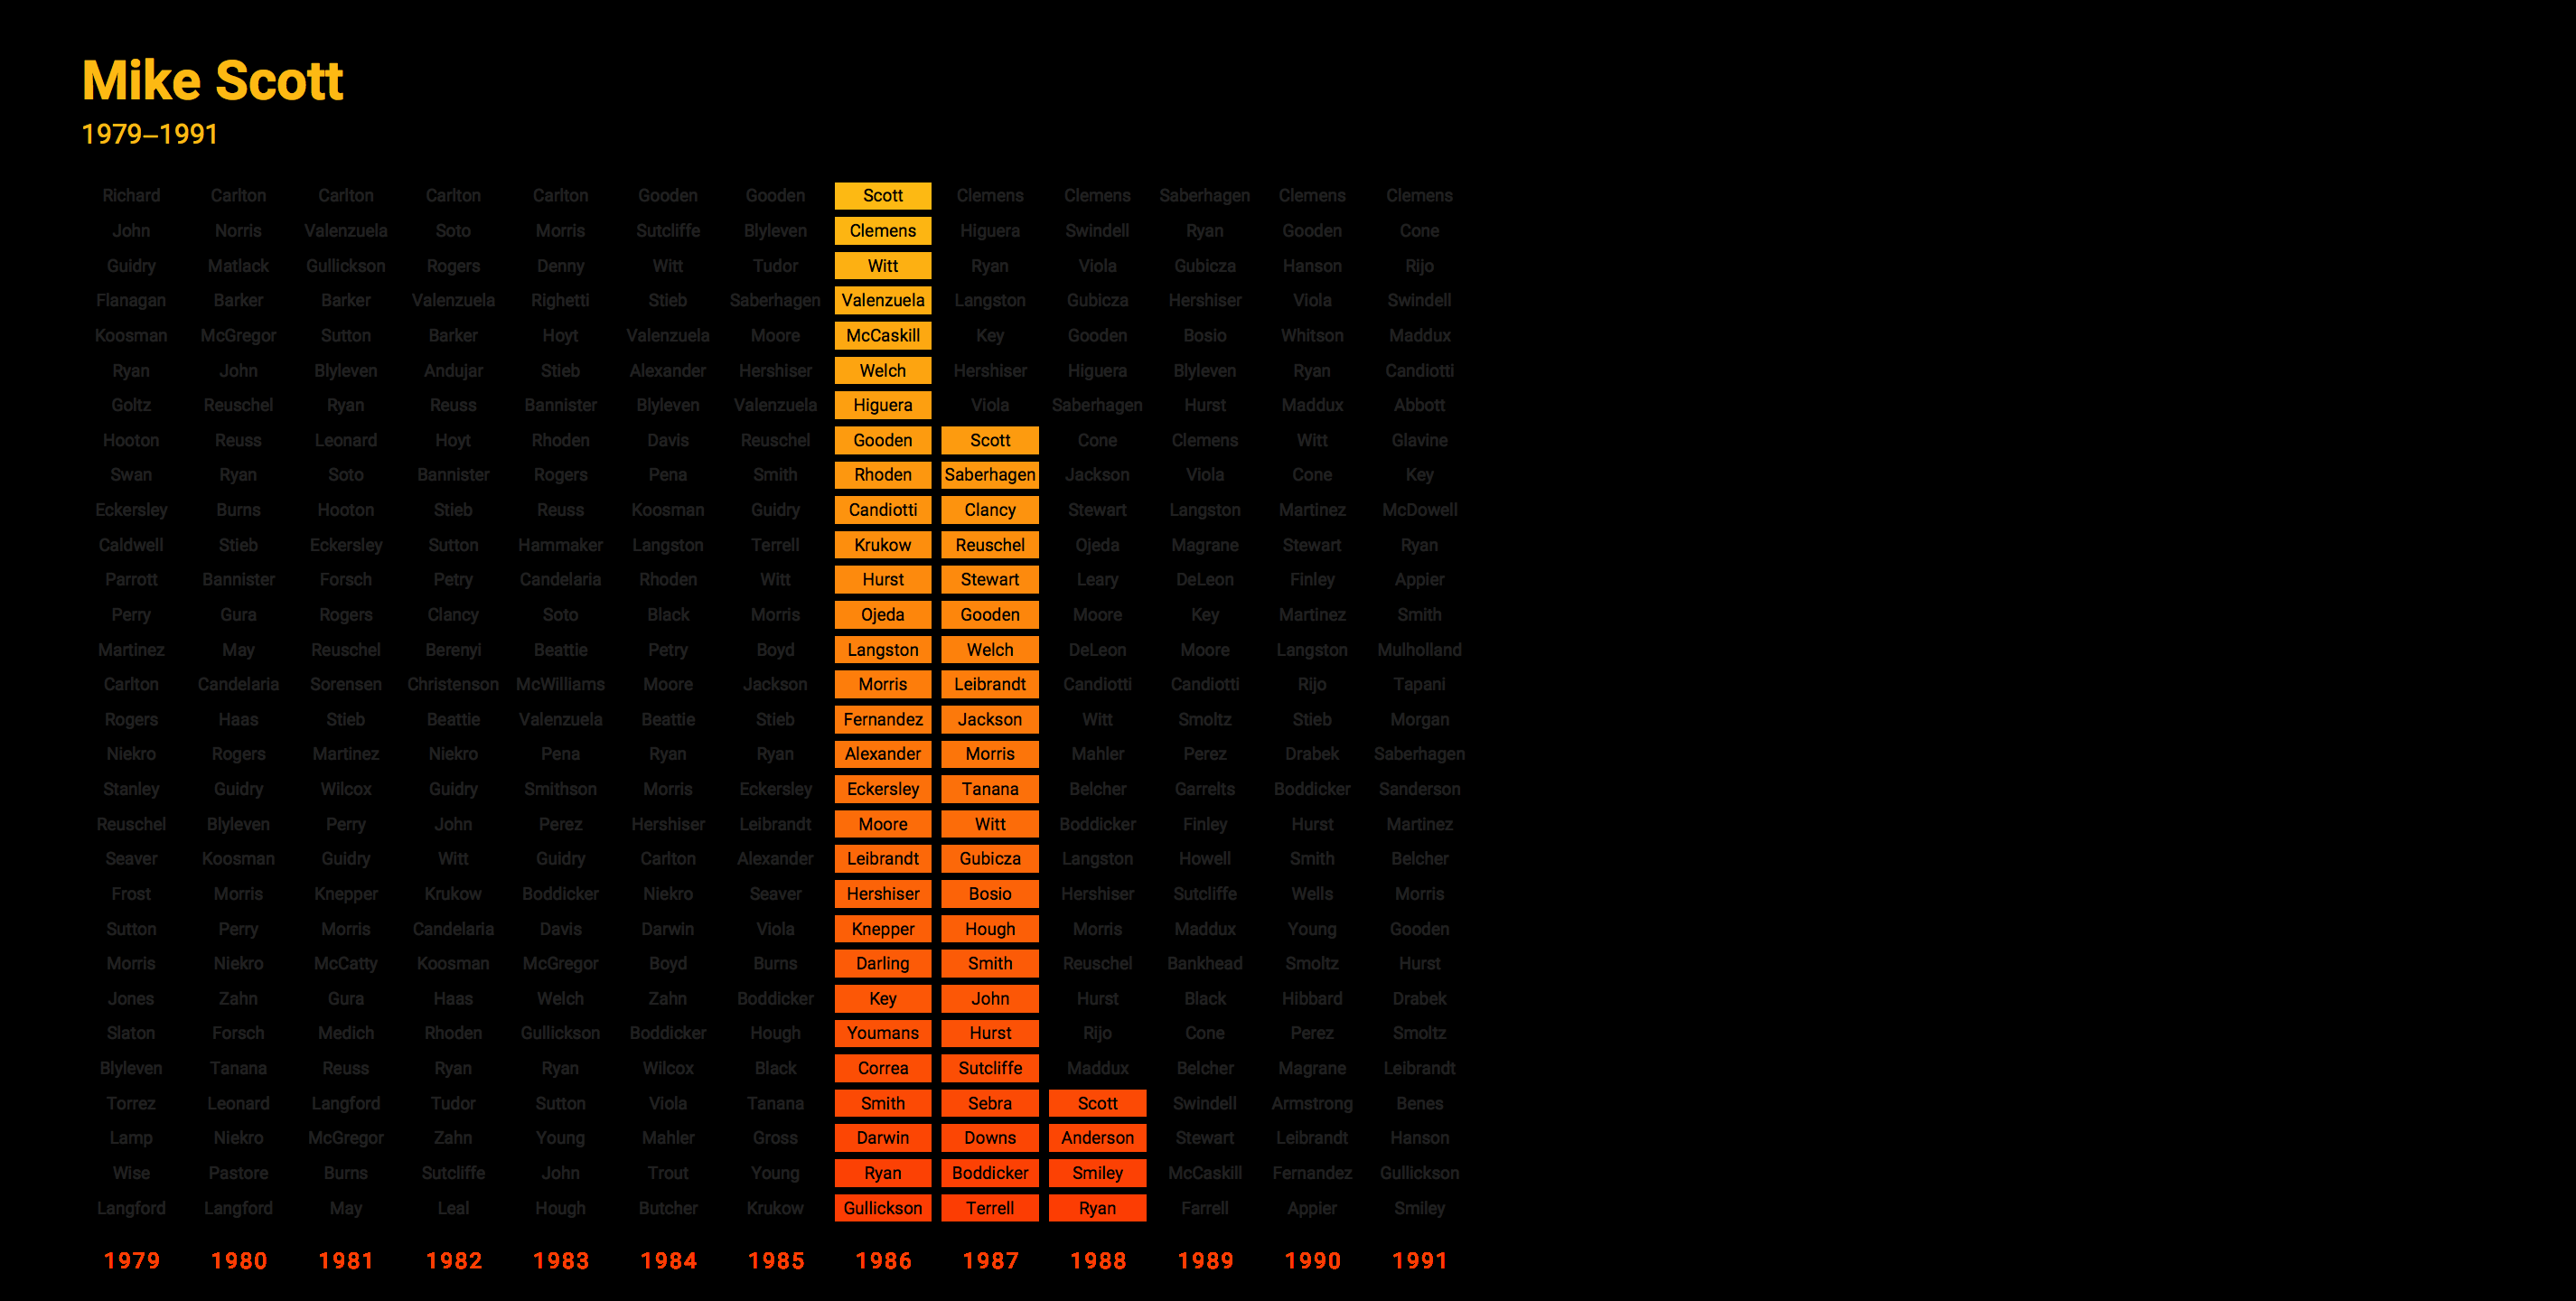 Mike Scott
1979–1991
Richard Carlton Carlton Carlton Carlton Gooden Gooden Scott Clemens Clemens Saberhagen Clemens Clemens
John Norris Valenzuela Soto Morris Sutcliffe Blyleven Clemens Higuera Swindell Ryan Gooden Cone
Guidry Matlack Gullickson Rogers Denny Witt Tudor Witt Ryan Viola Gubicza Hanson Rijo
Flanagan Barker Barker Valenzuela Righetti Stieb Saberhagen Valenzuela Langston Gubicza Hershiser Viola Swindell
Koosman McGregor Sutton Barker Hoyt Valenzuela Moore McCaskill Key Gooden Bosio Whitson Maddux
Ryan John Blyleven Andujar Stieb Alexander Hershiser Welch Hershiser Higuera Blyleven Ryan Candiotti
Goltz Reuschel Ryan Reuss Bannister Blyleven Valenzuela Higuera Viola Saberhagen Hurst Maddux Abbott
Hooton Reuss Leonard Hoyt Rhoden Davis Reuschel Gooden Scott Cone Clemens Witt Glavine
Swan Ryan Soto Bannister Rogers Pena Smith Rhoden Saberhagen Jackson Viola Cone Key
Eckersley Burns Hooton Stieb Reuss Koosman Guidry Candiotti Clancy Stewart Langston Martinez McDowell
Caldwell Stieb Eckersley Sutton Hammaker Langston Terrell Krukow Reuschel Ojeda Magrane Stewart Ryan
Parrott Bannister Forsch Petry Candelaria Rhoden Witt Hurst Stewart Leary DeLeon Finley Appier
Perry Gura Rogers Clancy Soto Black Morris Ojeda Gooden Moore Key Martinez Smith
Martinez May Reuschel Berenyi Beattie Petry Boyd Langston Welch DeLeon Moore Langston Mulholland
Carlton Candelaria Sorensen Christenson McWilliams Moore Jackson Morris Leibrandt Candiotti Candiotti Rijo Tapani
Rogers Haas Stieb Beattie Valenzuela Beattie Stieb Fernandez Jackson Witt Smoltz Stieb Morgan
Niekro Rogers Martinez Niekro Pena Ryan Ryan Alexander Morris Mahler Perez Drabek Saberhagen
Stanley Guidry Wilcox Guidry Smithson Morris Eckersley Eckersley Tanana Belcher Garrelts Boddicker Sanderson
Reuschel Blyleven Perry John Perez Hershiser Leibrandt Moore Witt Boddicker Finley Hurst Martinez
Seaver Koosman Guidry Witt Guidry Carlton Alexander Leibrandt Gubicza Langston Howell Smith Belcher
Frost Morris Knepper Krukow Boddicker Niekro Seaver Hershiser Bosio Hershiser Sutcliffe Wells Morris
Sutton Perry Morris Candelaria Davis Darwin Viola Knepper Hough Morris Maddux Young Gooden
Morris Niekro McCatty Koosman McGregor Boyd Burns Darling Smith Reuschel Bankhead Smoltz Hurst
Jones Zahn Gura Haas Welch Zahn Boddicker Key John Hurst Black Hibbard Drabek
Slaton Forsch Medich Rhoden Gullickson Boddicker Hough Youmans Hurst Rijo Cone Perez Smoltz
Blyleven Tanana Reuss Ryan Ryan Wilcox Black Correa Sutcliffe Maddux Belcher Magrane Leibrandt
Torrez Leonard Langford Tudor Sutton Viola Tanana Smith Sebra Scott Swindell Armstrong Benes
Lamp Niekro McGregor Zahn Young Mahler Gross Darwin Downs Anderson Stewart Leibrandt Hanson
Wise Pastore Burns Sutcliffe John Trout Young Ryan Boddicker Smiley McCaskill Fernandez Gullickson
Langford Langford May Leal Hough Butcher Krukow Gullickson Terrell Ryan Farrell Appier Smiley
1979 1980 1981 1982 1983 1984 1985 1986 1987 1988 1989 1990 1991